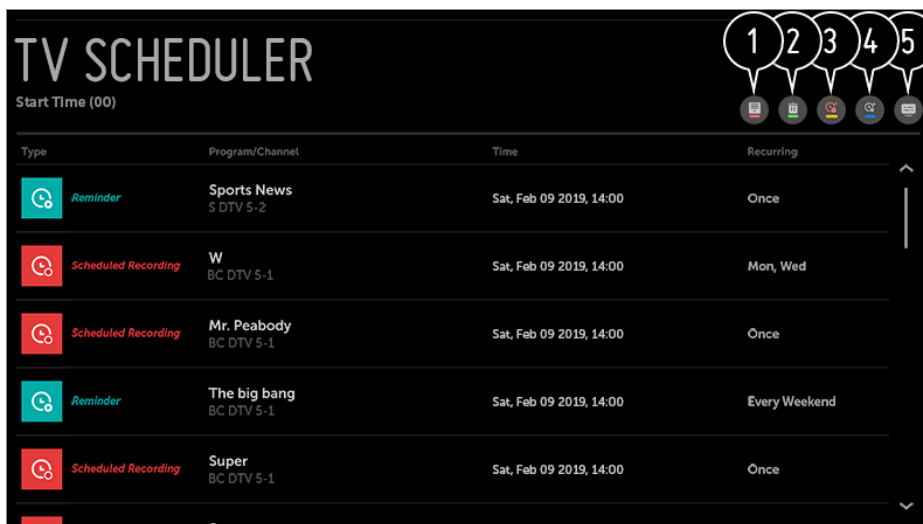 1 2 3 4 5
TV SCHEDULER
Start TIme (00)
Type Program/Channel Time Recurring
Reminder Sports News Sat, Feb 09 2019, 14:00 Once
S DTV 5-2
Scheduled Recording W Sat, Feb 09 2019, 14:00 Mon, Wed
BC DTV 5-1
Scheduled Recording Mr. Peabody Sat, Feb 09 2019, 14:00 Once
BC DTV 5-1
Reminder The big bang Sat, Feb 09 2019, 14:00 Every Weekend
BC DTV 5-1
Scheduled Recording Super Sat, Feb 09 2019, 14:00 Once
BC DTV 5-1